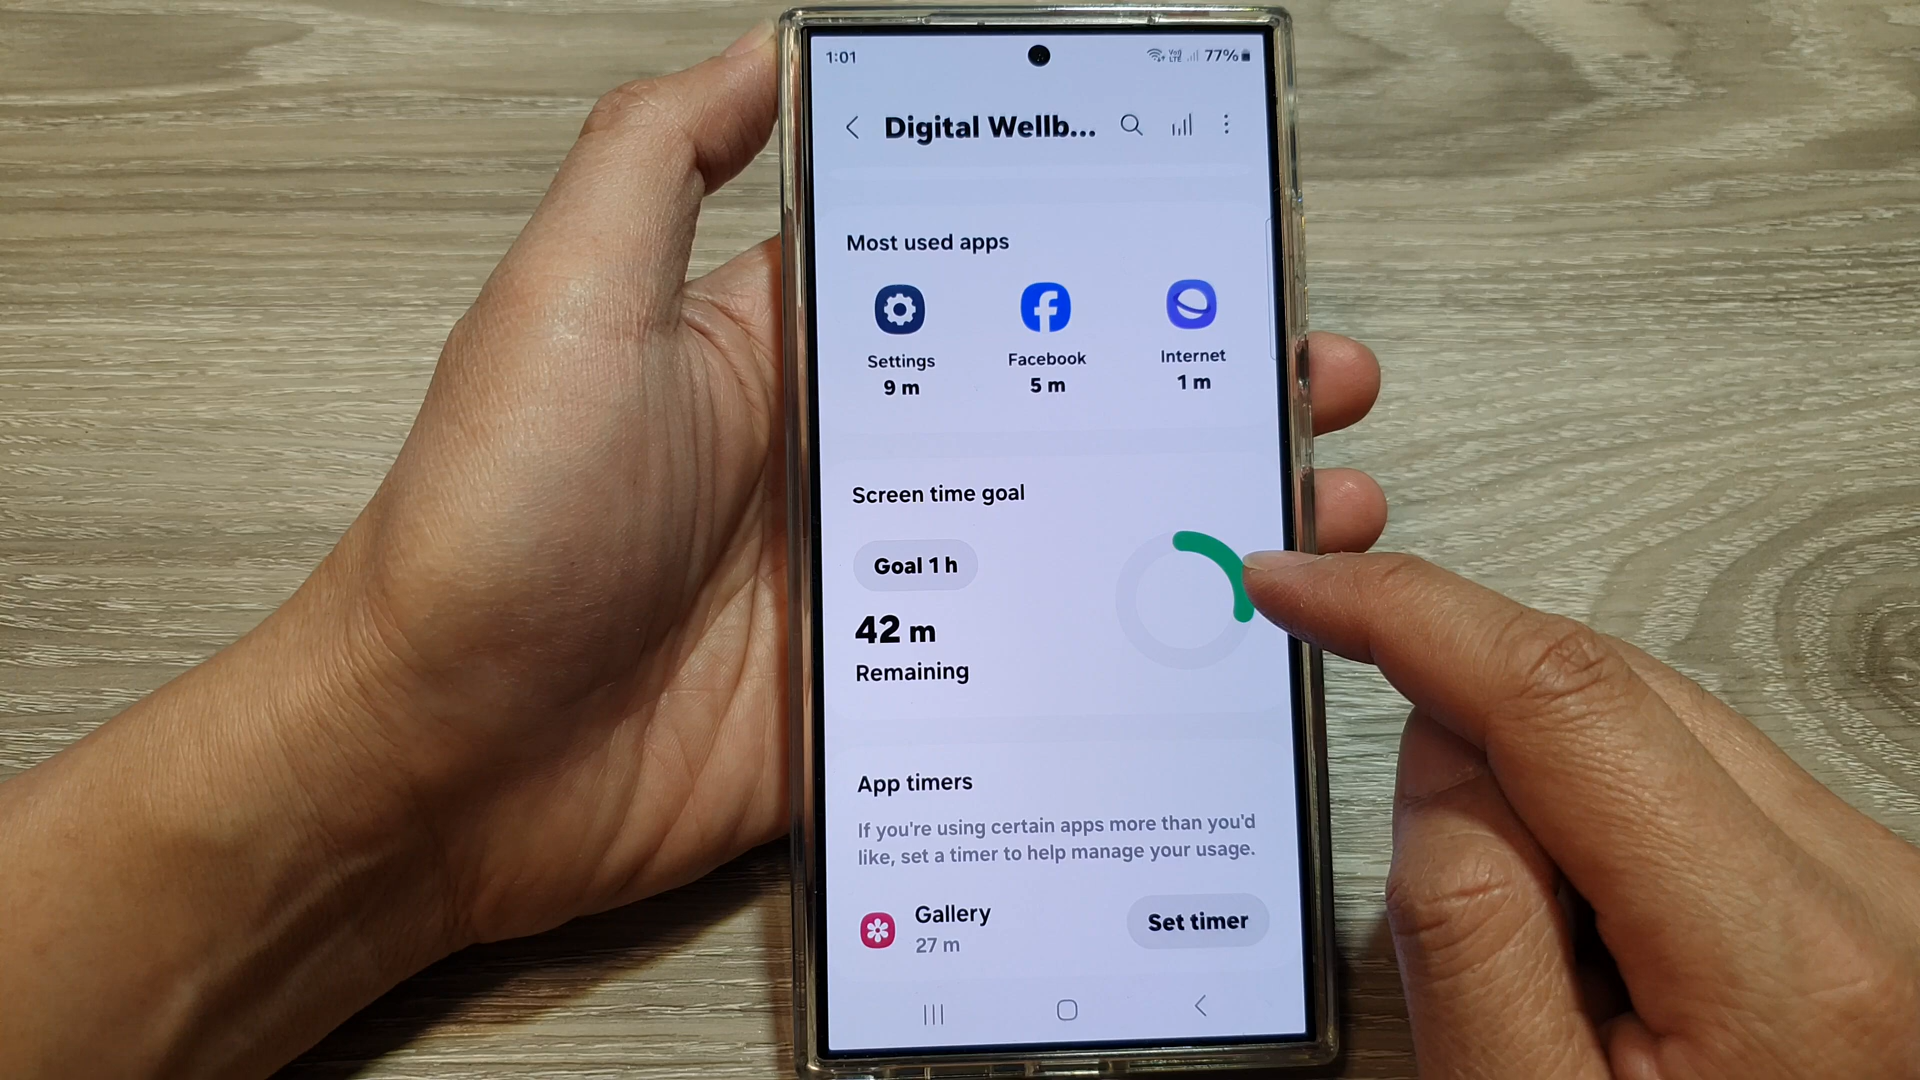 1:01
Vo)) LTE 77%
Digital Wellb...
Most used apps
Settings Facebook Internet
9 m 5 m 1 m
Screen time goal
Goal 1 h
42 m
Remaining
App timers
If you're using certain apps more than you'd
like, set a timer to help manage your usage.
Gallery
27 m
Set timer